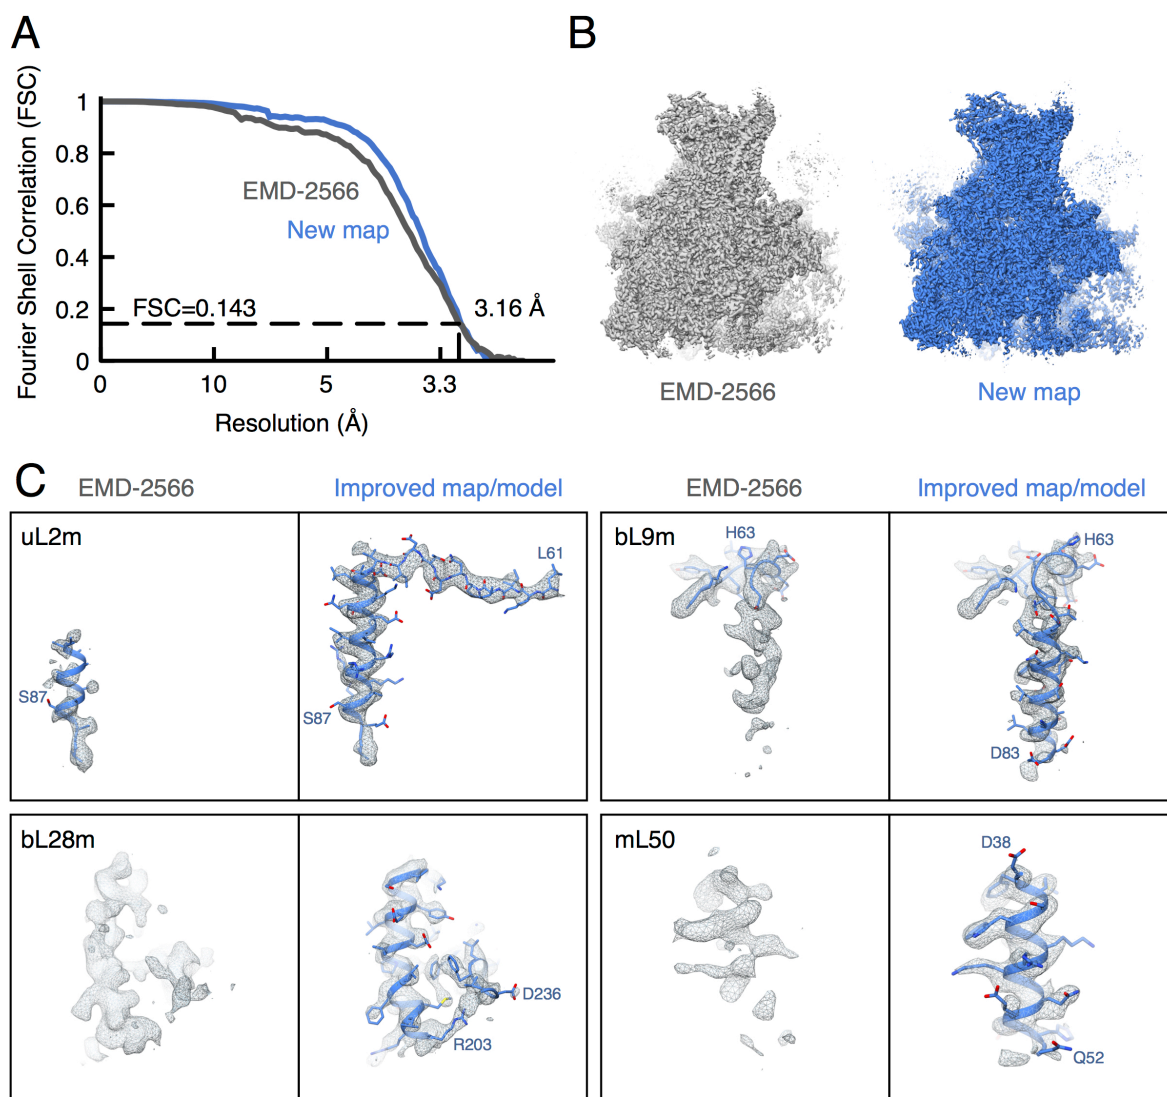 A
Fourier Shell Correlation (FSC)
1
0.8
0.6
0.4
0.2
0
EMD-2566
New map
FSC=0.143
3.16 Å
0
10
5
3.3
Resolution (Å)
B
EMD-2566
New map
C
EMD-2566
Improved map/model
EMD-2566
Improved map/model
uL2m
S87
L61
S87
bL9m
H63
H63
D83
bL28m
D236
R203
mL50
D38
Q52